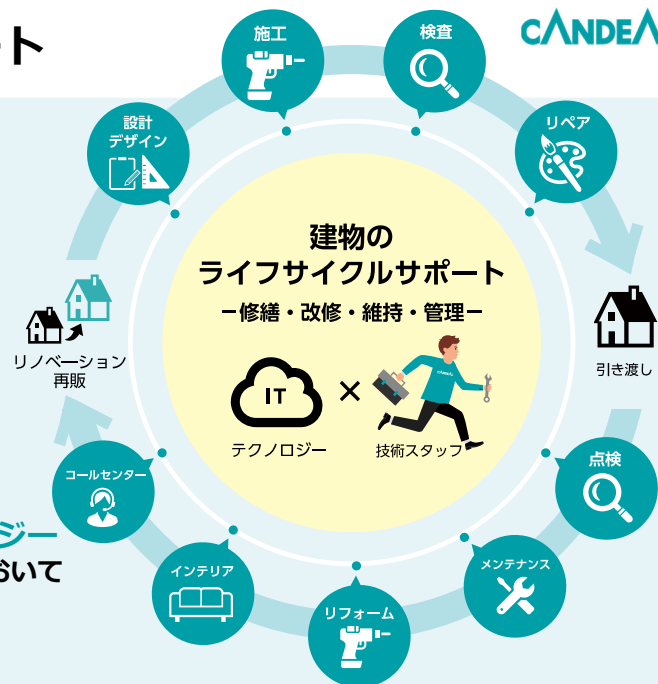 ート
CANDEA
施工
検査
設計
デザイン
リペア
建物の
ライフサイクルサポート
－修繕・改修・維持・管理－
IT
×
CANDEAL
テクノロジー
技術スタッフ
リノベーション
再販
引き渡し
コールセンター
点検
ジー
おいて
インテリア
メンテナンス
リフォーム